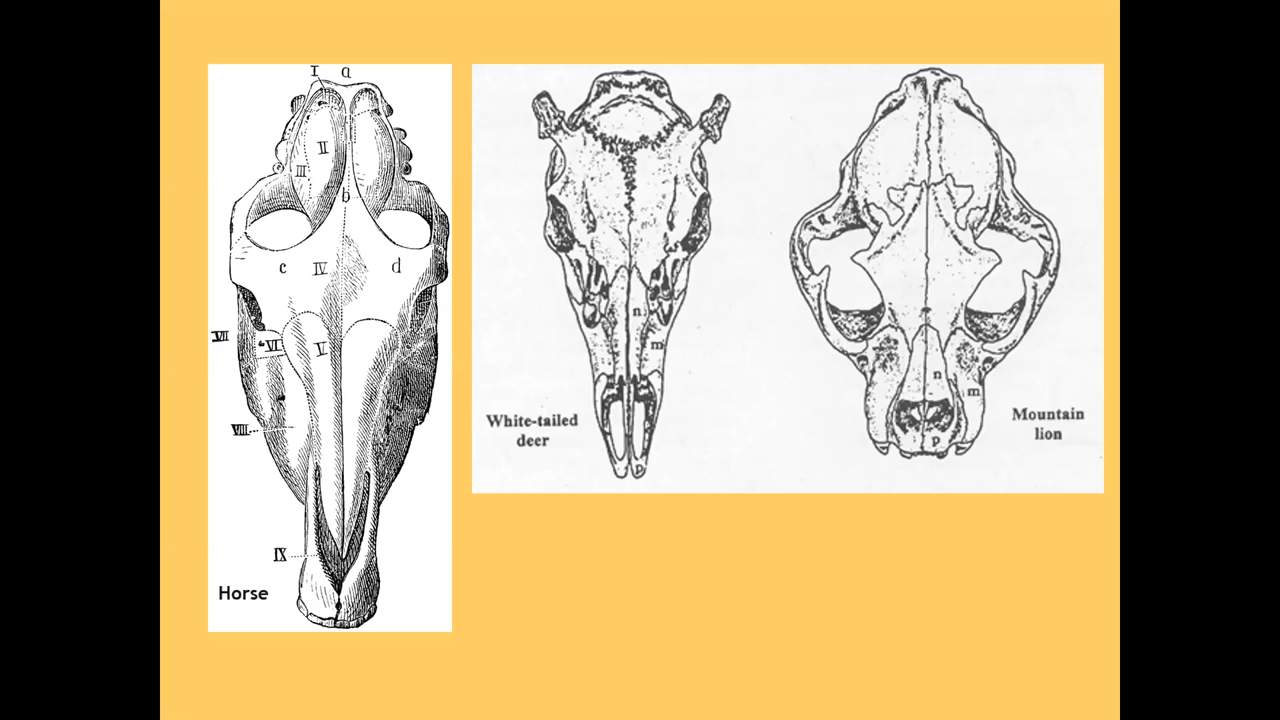 I a
II
III
b
c IV d
VII VI V
VIII
IX
Horse
n
m
p
White-tailed
deer
n
m
p
Mountain
lion